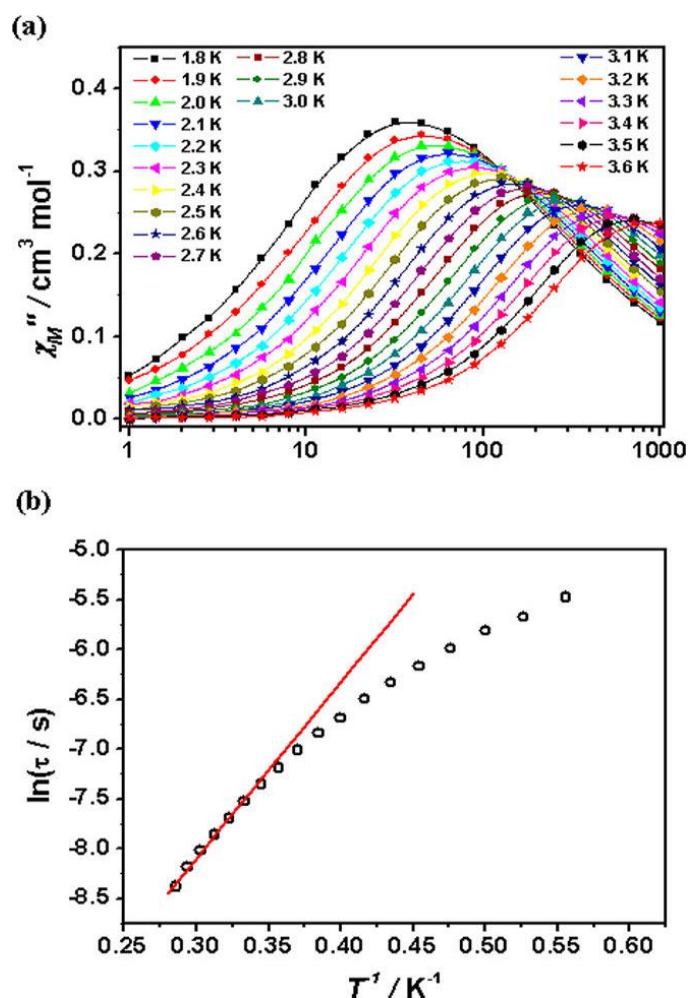 (a)
1.8 K 2.8 K 3.1 K
1.9 K 2.9 K 3.2 K
2.0 K 3.0 K 3.3 K
2.1 K 3.4 K
2.2 K 3.5 K
2.3 K 3.6 K
2.4 K
2.5 K
2.6 K
2.7 K
0.4
0.3
0.2
0.1
0.0
χM'' / cm³ mol⁻¹
1 10 100 1000
(b)
-5.0
-5.5
-6.0
-6.5
-7.0
-7.5
-8.0
-8.5
ln(τ / s)
0.25 0.30 0.35 0.40 0.45 0.50 0.55 0.60
T⁻¹ / K⁻¹